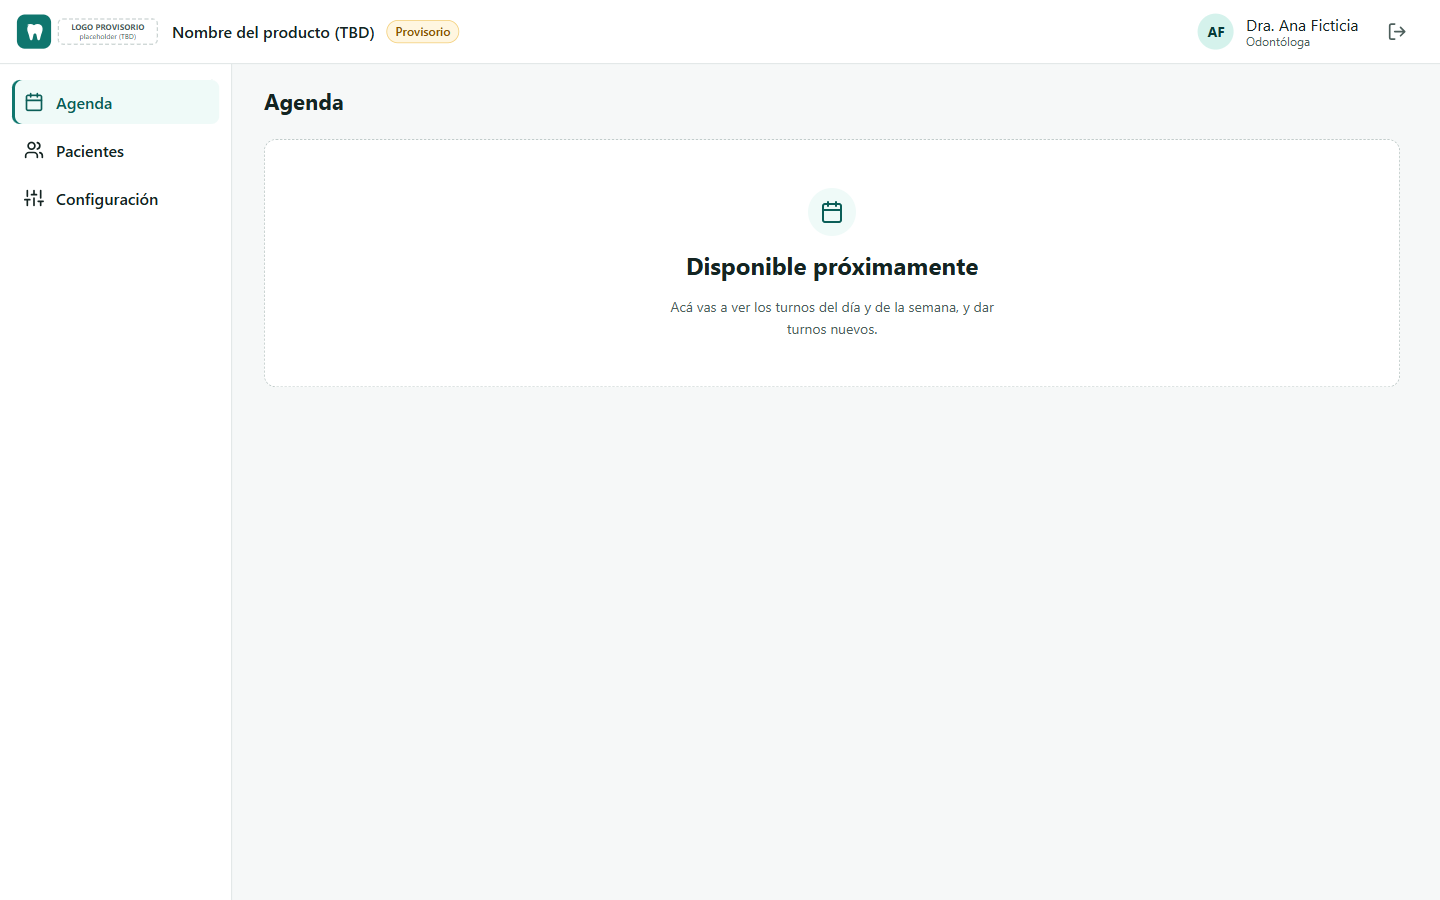 LOGO PROVISORIO
placeholder (TBD)
Nombre del producto (TBD)
Provisorio
AF
Dra. Ana Ficticia
Odontóloga
Agenda
Pacientes
Configuración
Agenda
Disponible próximamente
Acá vas a ver los turnos del día y de la semana, y dar
turnos nuevos.